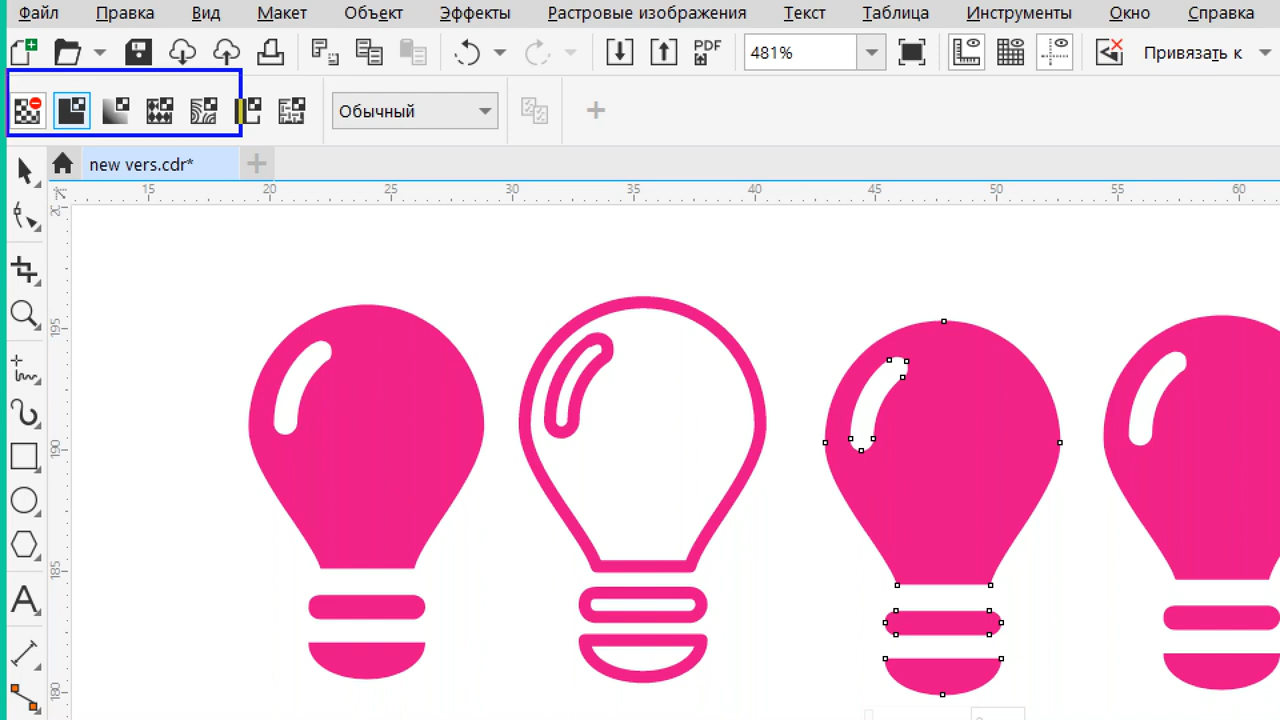 Файл Правка Вид Макет Объект Эффекты Растровые изображения Текст Таблица Инструменты Окно Справка
PDF 481% Привязать к
Обычный
new vers.cdr*
15 20 25 30 35 40 45 50 55 60
195
190
185
180